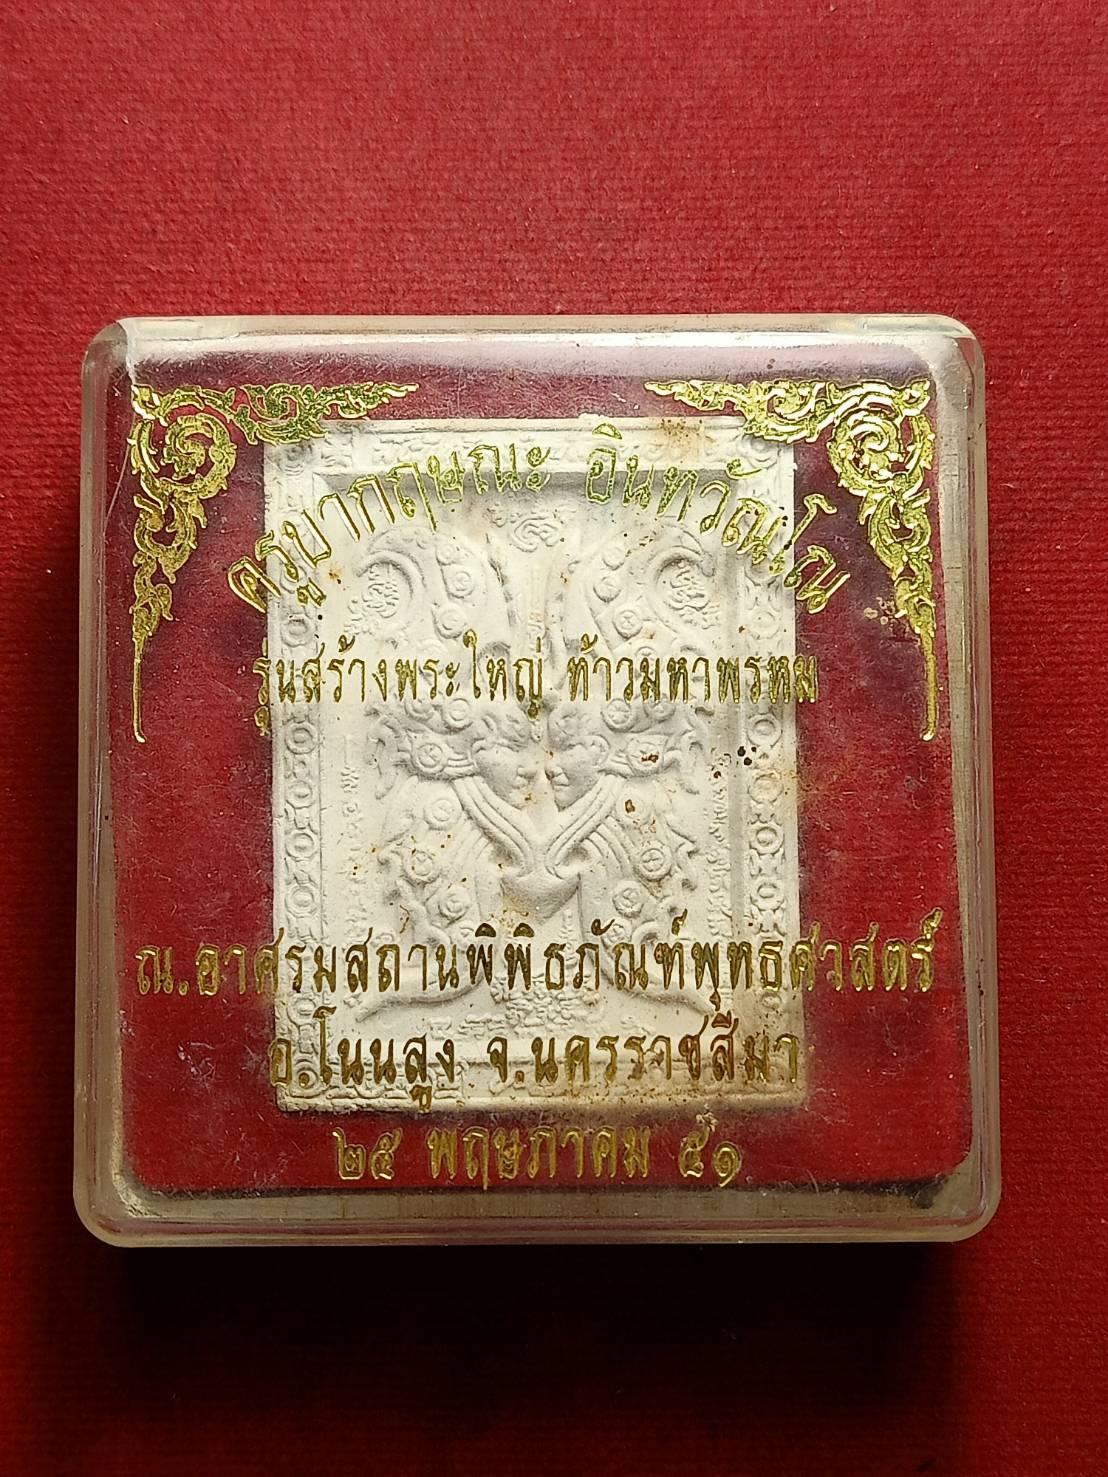 ครูบากฤษณะ อินทวัณโณ
รุ่นสร้างพระใหญ่ ท้าวมหาพรหม
ณ.อาศรมสถานพิพิธภัณฑ์พุทธศวสตร์
อ.โนนสูง จ.นครราชสีมา
๒๕ พฤษภาคม ๕๑